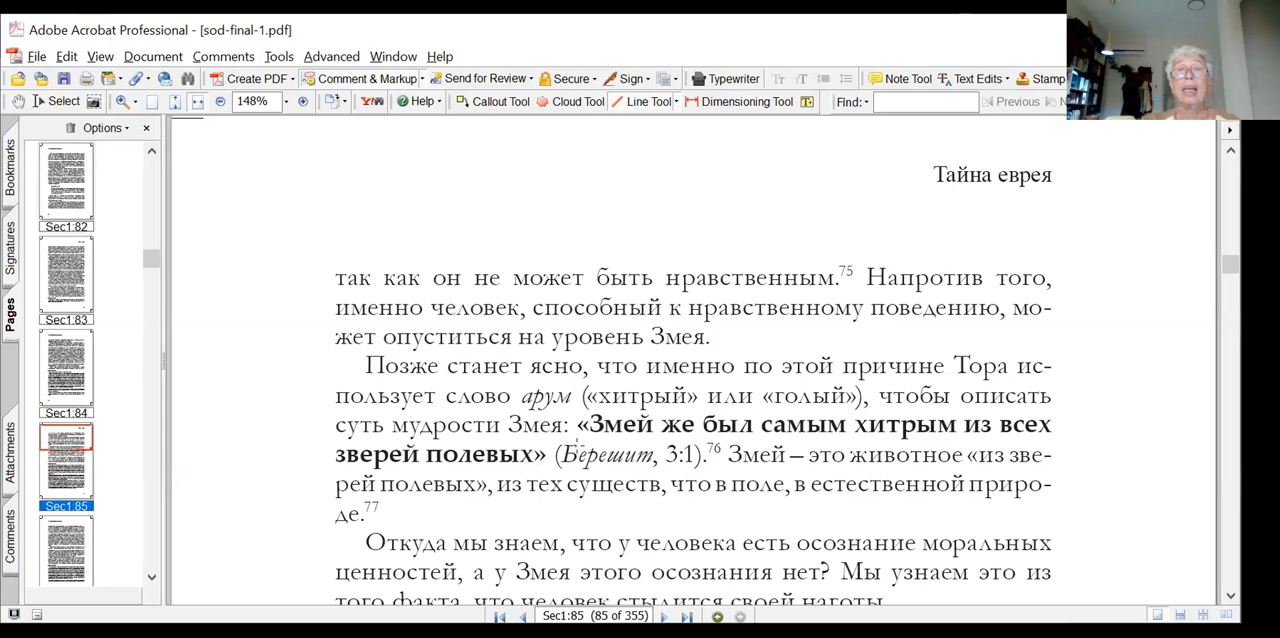 Adobe Acrobat Professional - [sod-final-1.pdf]
File Edit View Document Comments Tools Advanced Window Help
Create PDF Comment & Markup Send for Review Secure Sign Typewriter Note Tool Text Edits Stamp
Select 148% Help Callout Tool Cloud Tool Line Tool Dimensioning Tool Find: Previous
Options
Bookmarks
Signatures
Pages
Attachments
Comments
Sec1:82
Sec1:83
Sec1:84
Sec1:85
Тайна еврея
так как он не может быть нравственным.75 Напротив того,
именно человек, способный к нравственному поведению, мо-
жет опуститься на уровень Змея.
Позже станет ясно, что именно по этой причине Тора ис-
пользует слово арум («хитрый» или «голый»), чтобы описать
суть мудрости Змея: «Змей же был самым хитрым из всех
зверей полевых» (Берешит, 3:1).76 Змей – это животное «из зве-
рей полевых», из тех существ, что в поле, в естественной приро-
де.77
Откуда мы знаем, что у человека есть осознание моральных
ценностей, а у Змея этого осознания нет? Мы узнаем это из
того факта, что человек стыдится своей наготы.
Sec1:85 (85 of 355)